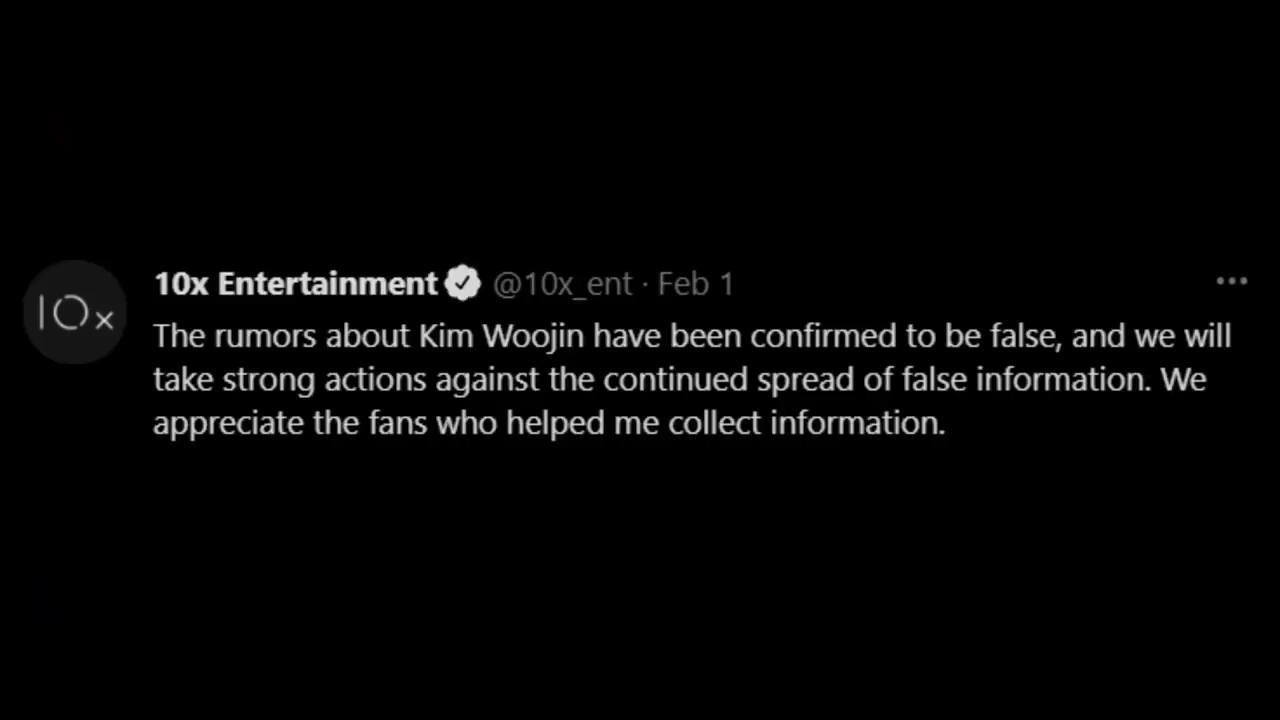 10x
10x Entertainment @10x_ent · Feb 1
The rumors about Kim Woojin have been confirmed to be false, and we will
take strong actions against the continued spread of false information. We
appreciate the fans who helped me collect information.